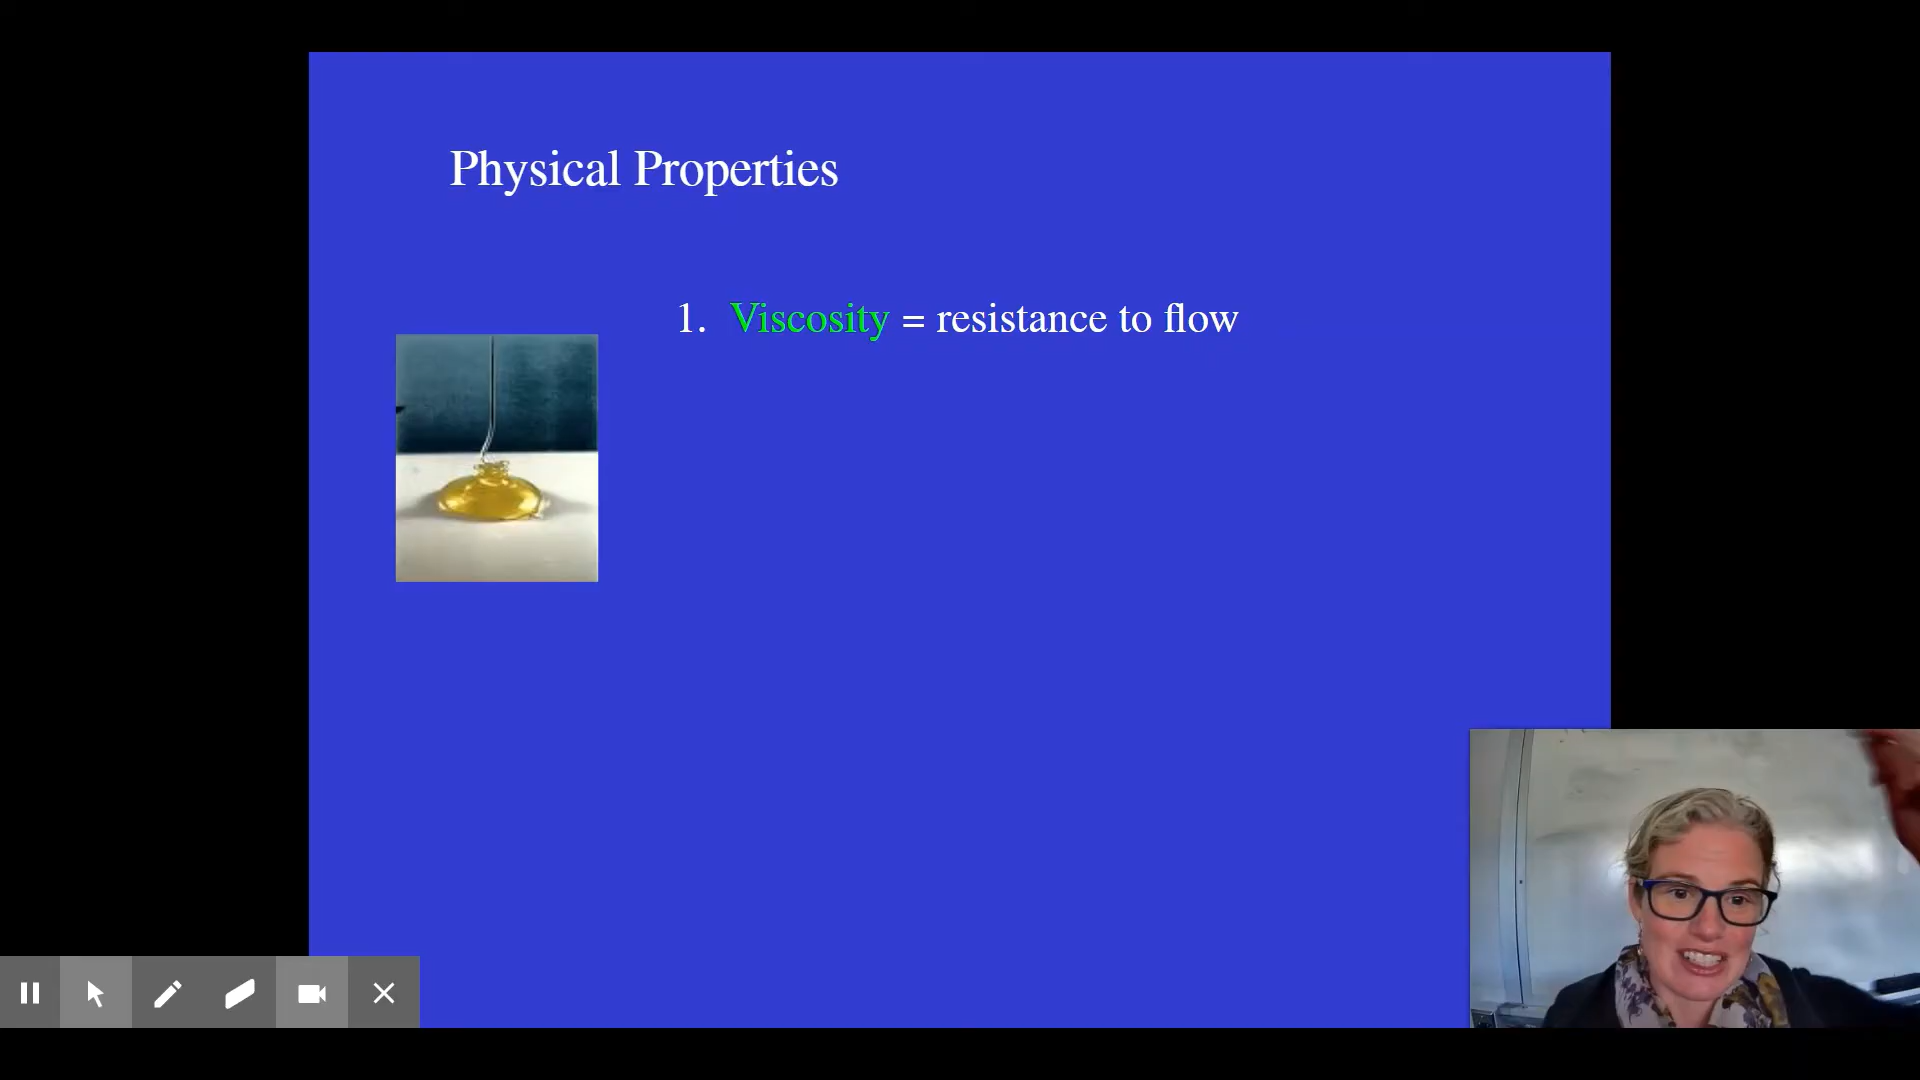 Physical Properties
1. Viscosity = resistance to flow